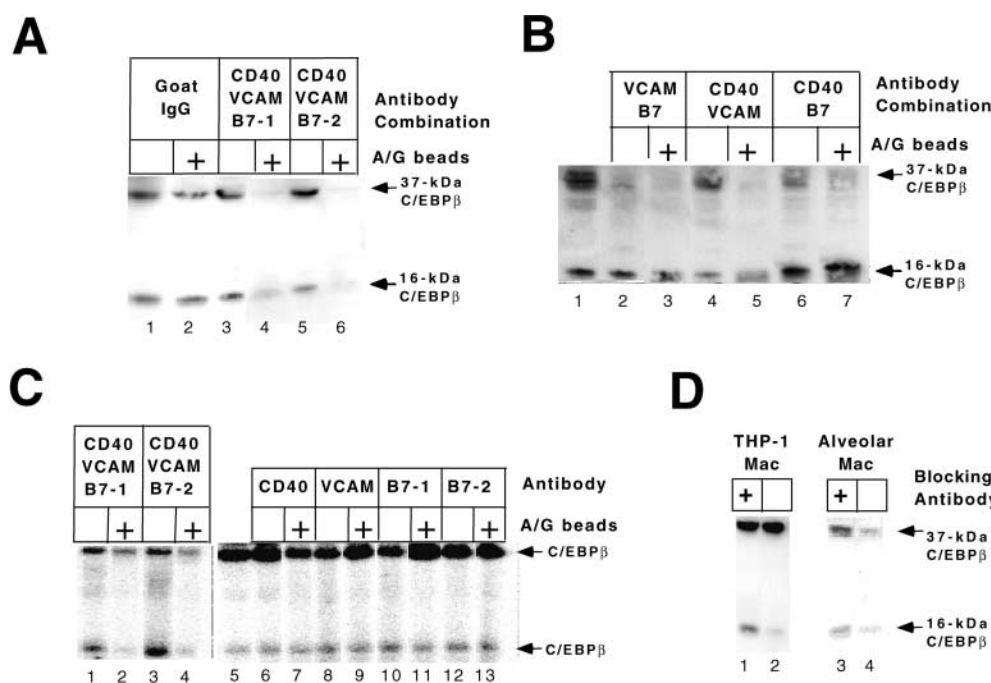 A
Goat
IgG
CD40
VCAM
B7-1
CD40
VCAM
B7-2
Antibody
Combination
+ + +
A/G beads
37-kDa
C/EBPβ
16-kDa
C/EBPβ
1 2 3 4 5 6
B
VCAM
B7
CD40
VCAM
CD40
B7
Antibody
Combination
+ + +
A/G beads
37-kDa
C/EBPβ
16-kDa
C/EBPβ
1 2 3 4 5 6 7
C
CD40
VCAM
B7-1
CD40
VCAM
B7-2
+ +
CD40 VCAM B7-1 B7-2
Antibody
+ + + +
A/G beads
C/EBPβ
C/EBPβ
1 2 3 4 5 6 7 8 9 10 11 12 13
D
THP-1
Mac
Alveolar
Mac
+ +
Blocking
Antibody
37-kDa
C/EBPβ
16-kDa
C/EBPβ
1 2 3 4